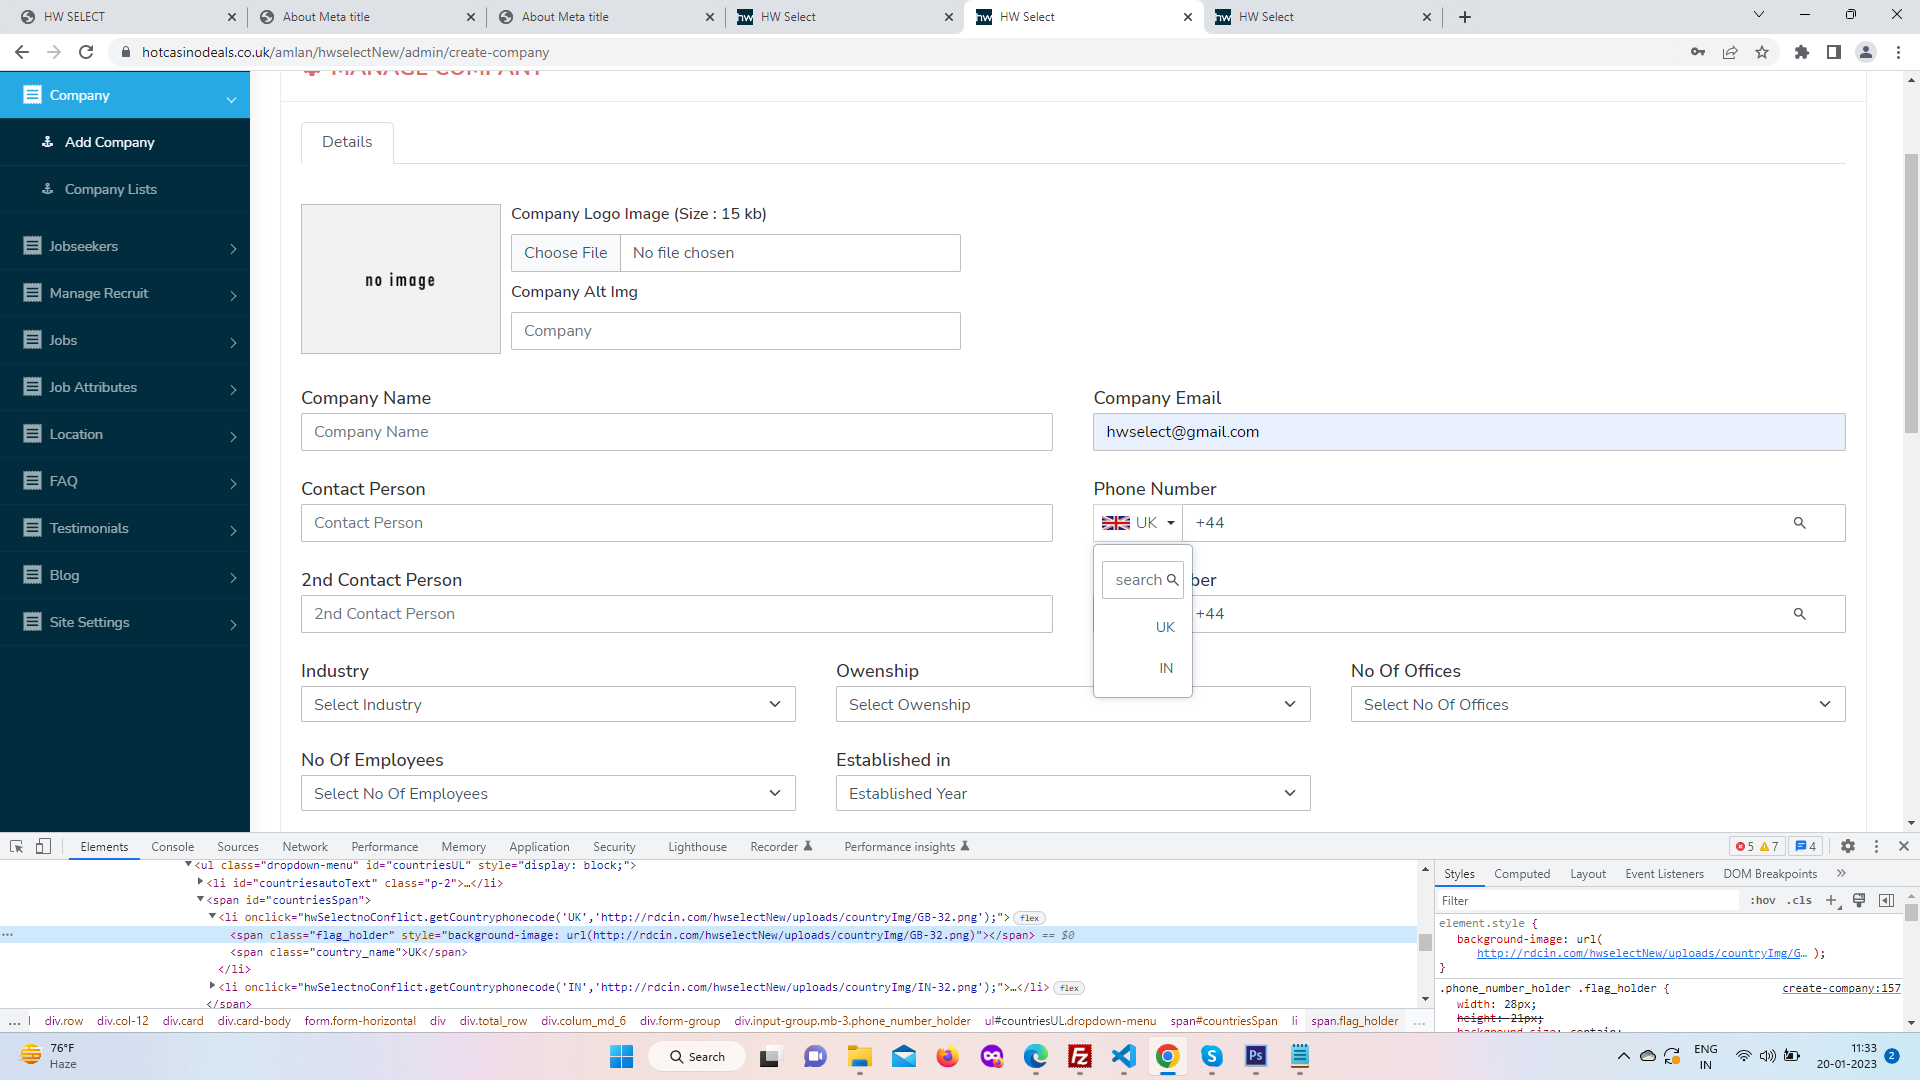 HW SELECT
About Meta title
About Meta title
HW Select
HW Select
HW Select
hotcasinodeals.co.uk/amlan/hwselectNew/admin/create-company
MANAGE COMPANY
Company
Add Company
Company Lists
Jobseekers
Manage Recruit
Jobs
Job Attributes
Location
FAQ
Testimonials
Blog
Site Settings
Details
no image
Company Logo Image (Size : 15 kb)
Choose File
No file chosen
Company Alt Img
Company
Company Name
Company Name
Company Email
hwselect@gmail.com
Contact Person
Contact Person
Phone Number
UK
+44
search
UK
IN
2nd Contact Person
2nd Contact Person
ber
+44
Industry
Select Industry
Owenship
Select Owenship
No Of Offices
Select No Of Offices
No Of Employees
Select No Of Employees
Established in
Established Year
Elements Console Sources Network Performance Memory Application Security Lighthouse Recorder Performance insights
5 7 4
<ul class="dropdown-menu" id="countriesUL" style="display: block;">
<li id="countriesautoText" class="p-2">…</li>
<span id="countriesSpan">
<li onclick="hwSelectnoConflict.getCountryphonecode('UK','http://rdcin.com/hwselectNew/uploads/countryImg/GB-32.png');"> flex
<span class="flag_holder" style="background-image: url(http://rdcin.com/hwselectNew/uploads/countryImg/GB-32.png)"></span> == $0
<span class="country_name">UK</span>
</li>
<li onclick="hwSelectnoConflict.getCountryphonecode('IN','http://rdcin.com/hwselectNew/uploads/countryImg/IN-32.png');">…</li> flex
</span>
… l div.row div.col-12 div.card div.card-body form.form-horizontal div div.total_row div.colum_md_6 div.form-group div.input-group.mb-3.phone_number_holder ul#countriesUL.dropdown-menu span#countriesSpan li span.flag_holder …
Styles Computed Layout Event Listeners DOM Breakpoints »
Filter
:hov .cls +
element.style {
background-image: url(
http://rdcin.com/hwselectNew/uploads/countryImg/G… );
}
.phone_number_holder .flag_holder {
create-company:157
width: 28px;
height: 21px;
background-size: contain;
76°F
Haze
Search
ENG
IN
11:33
20-01-2023
2